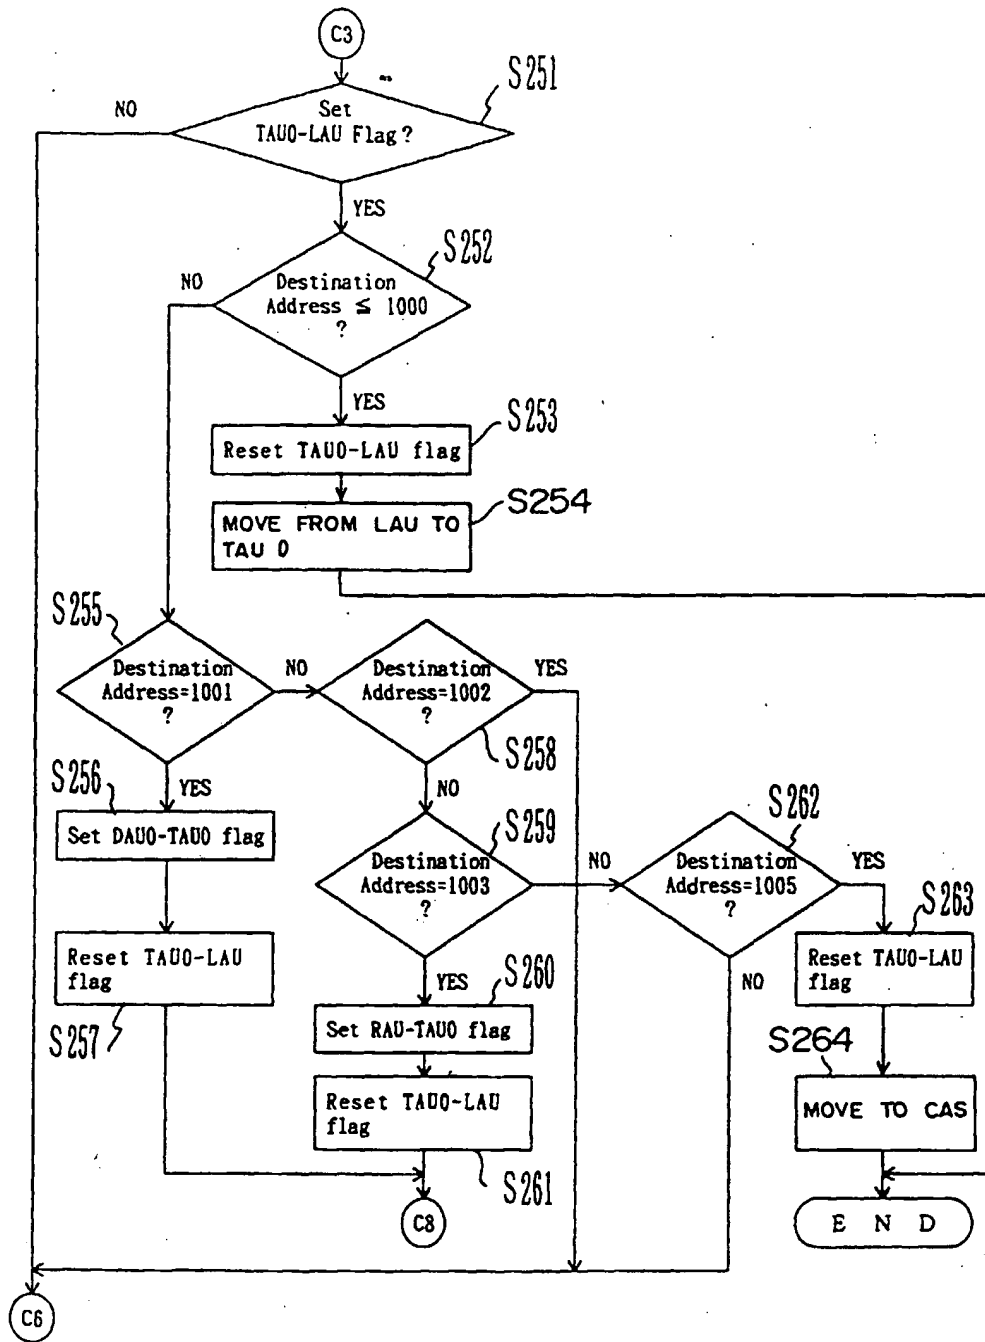 C3
S251
NO
Set
TAU0-LAU Flag?
YES
S252
NO
Destination
Address ≦ 1000
?
YES
S253
Reset TAU0-LAU flag
S254
MOVE FROM LAU TO
TAU 0
S255
Destination
Address=1001
?
NO
Destination
Address=1002
?
YES
S258
S256
YES
NO
Set DAU0-TAU0 flag
S259
Destination
Address=1003
?
NO
S262
Destination
Address=1005
?
YES
S263
Reset TAU0-LAU
flag
S257
YES
S260
NO
Reset TAU0-LAU
flag
Set RAU-TAU0 flag
S264
Reset TAU0-LAU
flag
MOVE TO CAS
S261
C8
E N D
C6